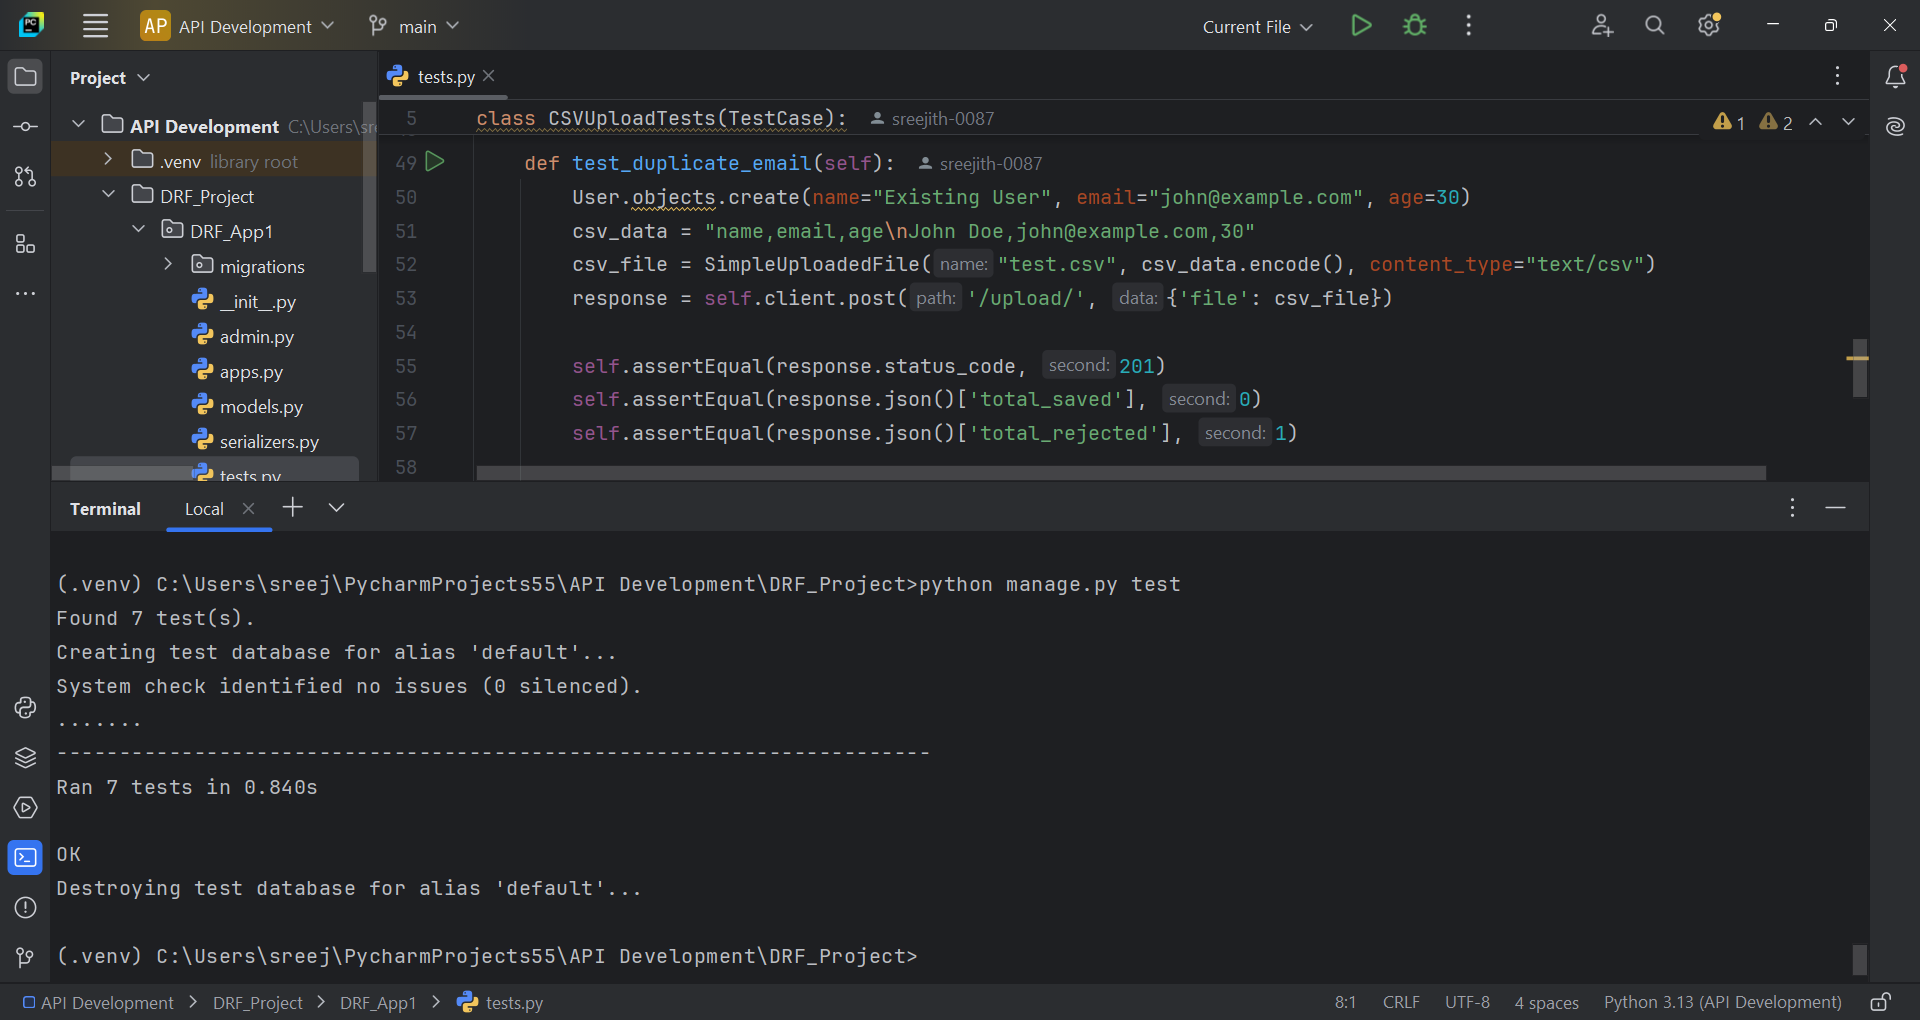 PC
AP API Development
main
Current File
Project
tests.py
API Development C:\Users\sre
.venv library root
DRF_Project
DRF_App1
migrations
__init__.py
admin.py
apps.py
models.py
serializers.py
tests.py
5 class CSVUploadTests(TestCase): sreejith-0087
1 2
49 def test_duplicate_email(self): sreejith-0087
50 User.objects.create(name="Existing User", email="john@example.com", age=30)
51 csv_data = "name,email,age\nJohn Doe,john@example.com,30"
52 csv_file = SimpleUploadedFile( name: "test.csv", csv_data.encode(), content_type="text/csv")
53 response = self.client.post( path: '/upload/', data: {'file': csv_file})
54
55 self.assertEqual(response.status_code, second: 201)
56 self.assertEqual(response.json()['total_saved'], second: 0)
57 self.assertEqual(response.json()['total_rejected'], second: 1)
58
Terminal Local
(.venv) C:\Users\sreej\PycharmProjects55\API Development\DRF_Project>python manage.py test
Found 7 test(s).
Creating test database for alias 'default'...
System check identified no issues (0 silenced).
.......
----------------------------------------------------------------------
Ran 7 tests in 0.840s
OK
Destroying test database for alias 'default'...
(.venv) C:\Users\sreej\PycharmProjects55\API Development\DRF_Project>
API Development > DRF_Project > DRF_App1 > tests.py
8:1 CRLF UTF-8 4 spaces Python 3.13 (API Development)